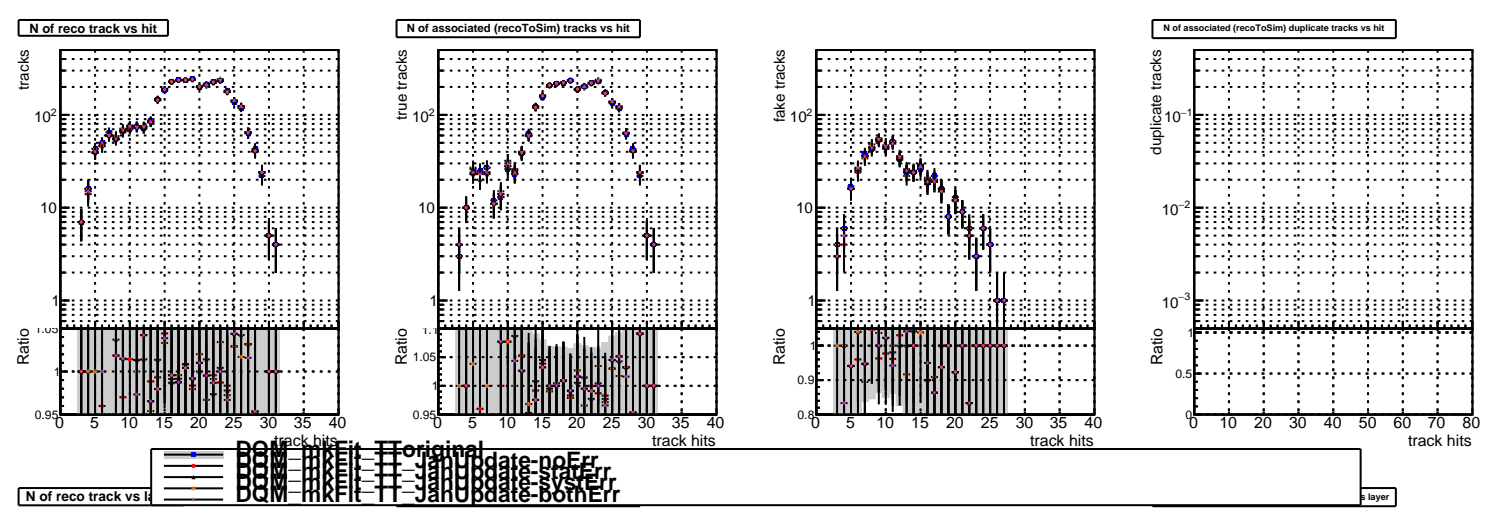 N of reco track vs hit
N of associated (recoToSim) tracks vs hit
N of associated (recoToSim) duplicate tracks vs hit
tracks
10²
10
1
Ratio
1.05
1
0.95
0 5 10 15 20 25 30 35 40
track hits
true tracks
10²
10
1
Ratio
1.1
1.05
1
0.95
0 5 10 15 20 25 30 35 40
track hits
fake tracks
10²
10
1
Ratio
1
0.9
0.8
0 5 10 15 20 25 30 35 40
track hits
duplicate tracks
10⁻¹
10⁻²
10⁻³
Ratio
1
0.5
0
0 10 20 30 40 50 60 70 80
track hits
DQM_mkFit_TToriginal
DQM_mkFit_TT_JanUpdate-noErr
DQM_mkFit_TT_JanUpdate-statErr
DQM_mkFit_TT_JanUpdate-systErr
DQM_mkFit_TT_JanUpdate-bothErr
N of reco track vs la
s layer